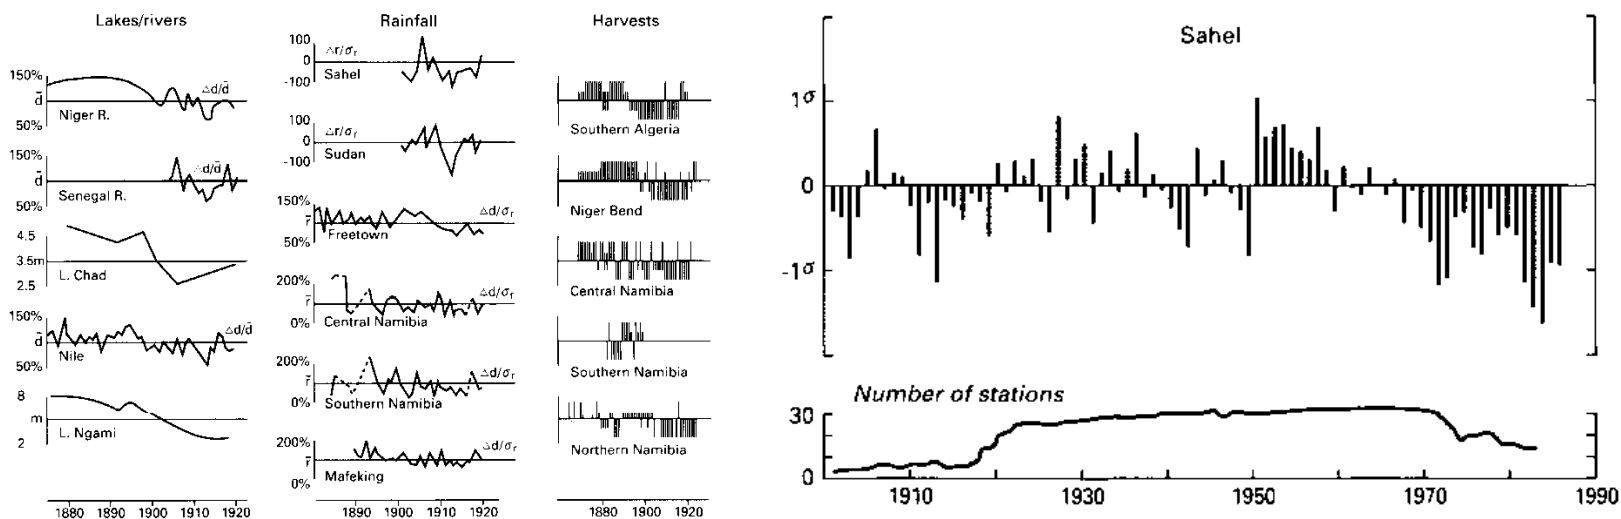 Lakes/rivers
150%
d̄
50%
Δd/d̄
Niger R.
150%
d̄
50%
Δd/d̄
Senegal R.
4.5
3.5m
2.5
L. Chad
150%
d̄
50%
Δd/d̄
Nile
8
m
2
L. Ngami
1880 1890 1900 1910 1920
Rainfall
100
0
-100
Δr/σr
Sahel
100
0
-100
Δr/σr
Sudan
150%
r̄
50%
Δd/σr
Freetown
200%
r̄
0%
Δd/σr
Central Namibia
200%
r̄
0%
Δd/σr
Southern Namibia
200%
r̄
0%
Δd/σr
Mafeking
1880 1890 1900 1910 1920
Harvests
Southern Algeria
Niger Bend
Central Namibia
Southern Namibia
Northern Namibia
1880 1900 1920
Sahel
1σ
0
-1σ
Number of stations
30
0
1910 1930 1950 1970 1990